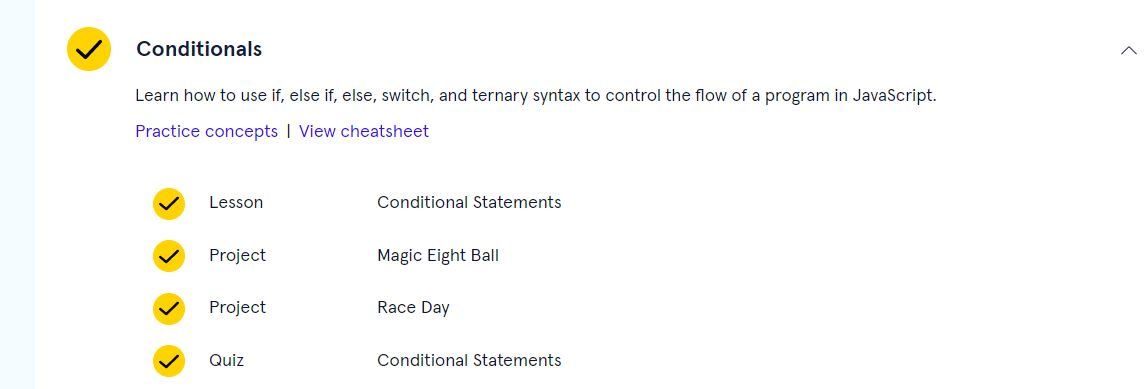 Conditionals
Learn how to use if, else if, else, switch, and ternary syntax to control the flow of a program in JavaScript.
Practice concepts | View cheatsheet
Lesson Conditional Statements
Project Magic Eight Ball
Project Race Day
Quiz Conditional Statements